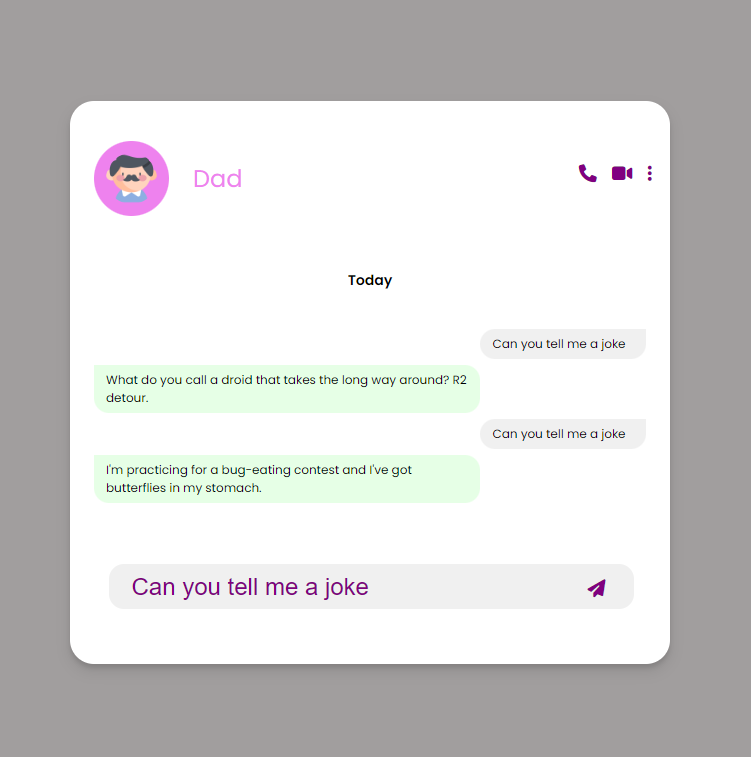 Dad
Today
Can you tell me a joke
What do you call a droid that takes the long way around? R2
detour.
Can you tell me a joke
I'm practicing for a bug-eating contest and I've got
butterflies in my stomach.
Can you tell me a joke